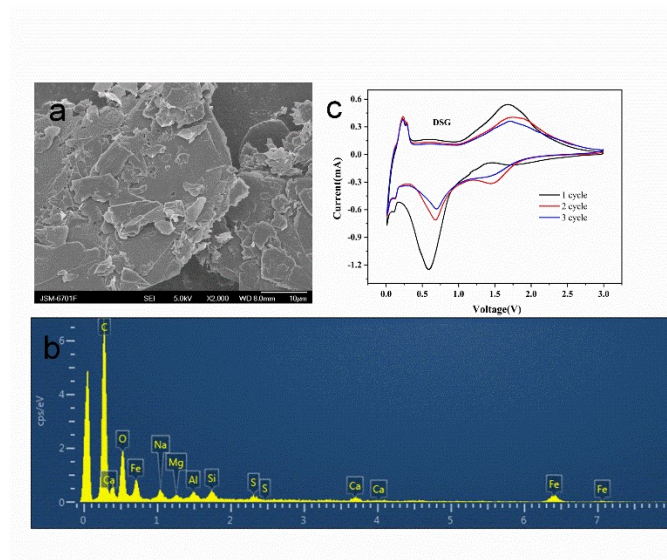 a
JSM-6701F SEI 5.0kV X2,000 WD 8.0mm 10μm
c
DSG
1 cycle
2 cycle
3 cycle
Current(mA)
0.6
0.3
0.0
-0.3
-0.6
-0.9
-1.2
0.0 0.5 1.0 1.5 2.0 2.5 3.0
Voltage(V)
b
cps/eV
6
4
2
0
C
Ca
O
Fe
Na
Mg
Al
Si
S
S
Ca
Ca
Fe
Fe
0 1 2 3 4 5 6 7